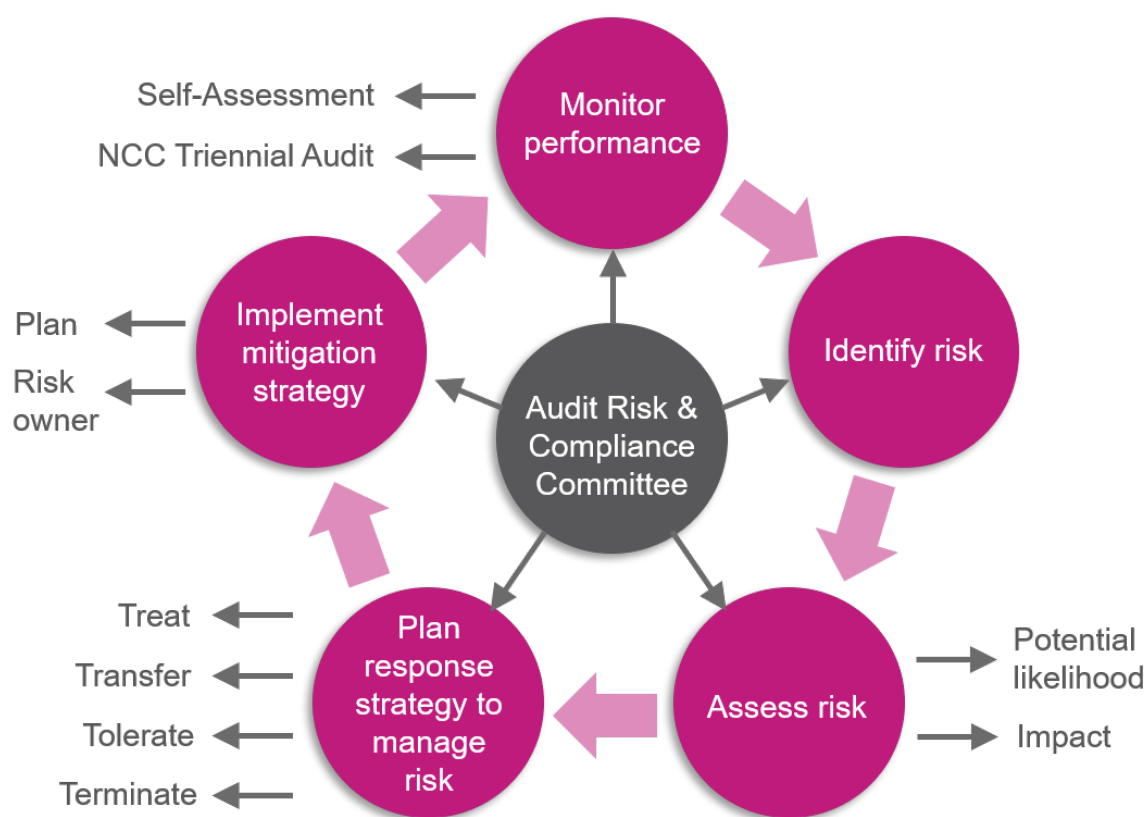 Monitor
performance
Self-Assessment
NCC Triennial Audit
Identify risk
Implement
mitigation
strategy
Plan
Risk
owner
Audit Risk &
Compliance
Committee
Assess risk
Potential
likelihood
Impact
Plan
response
strategy to
manage
risk
Treat
Transfer
Tolerate
Terminate